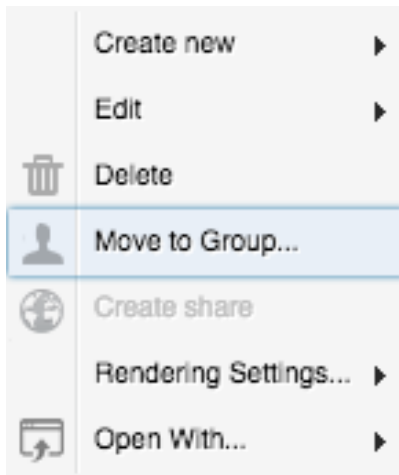 Create new
Edit
Delete
Move to Group...
Create share
Rendering Settings...
Open With...